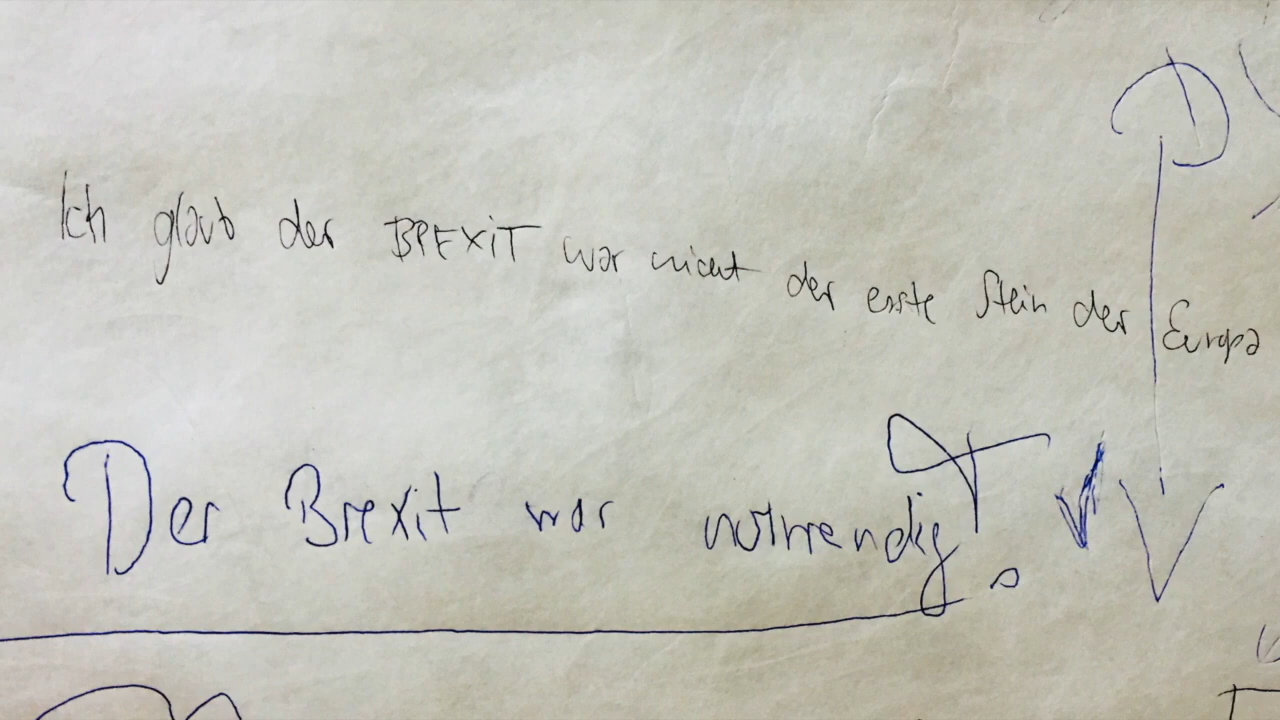 Ich glaub der BREXIT war nicht der erste Stein der Europa
Der Brexit war notwendig